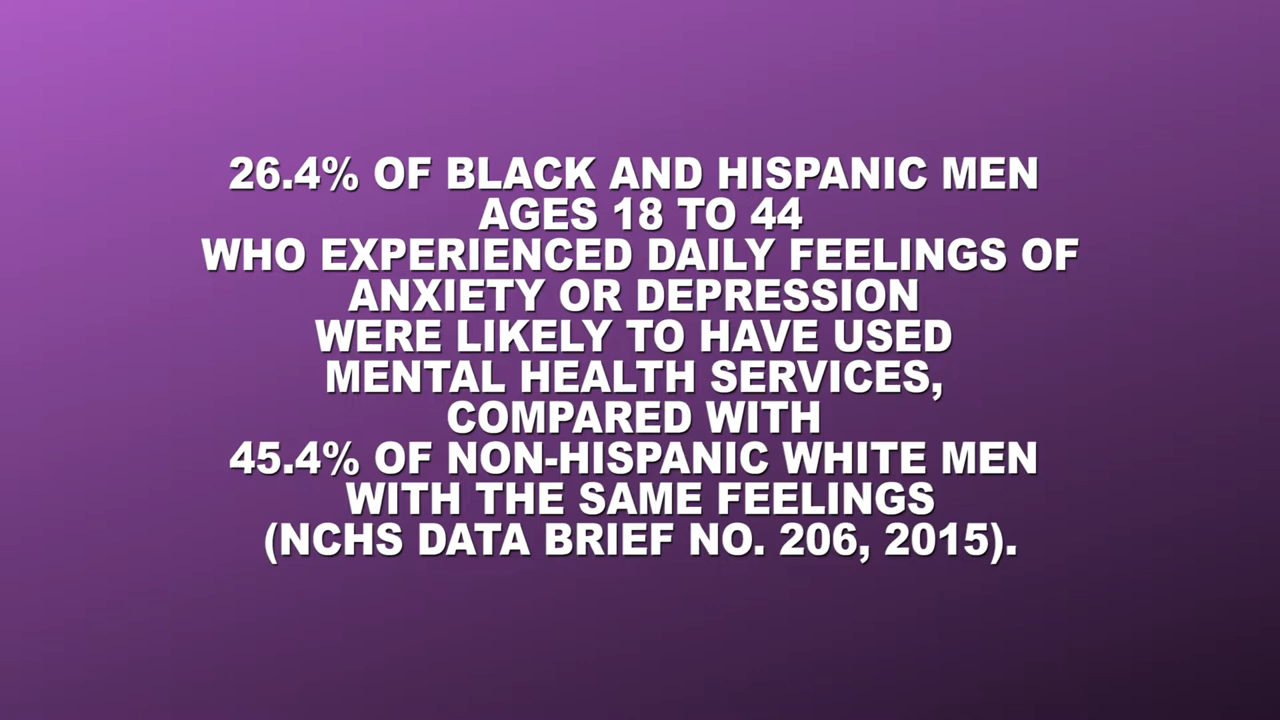 26.4% OF BLACK AND HISPANIC MEN
AGES 18 TO 44
WHO EXPERIENCED DAILY FEELINGS OF
ANXIETY OR DEPRESSION
WERE LIKELY TO HAVE USED
MENTAL HEALTH SERVICES,
COMPARED WITH
45.4% OF NON-HISPANIC WHITE MEN
WITH THE SAME FEELINGS
(NCHS DATA BRIEF NO. 206, 2015).